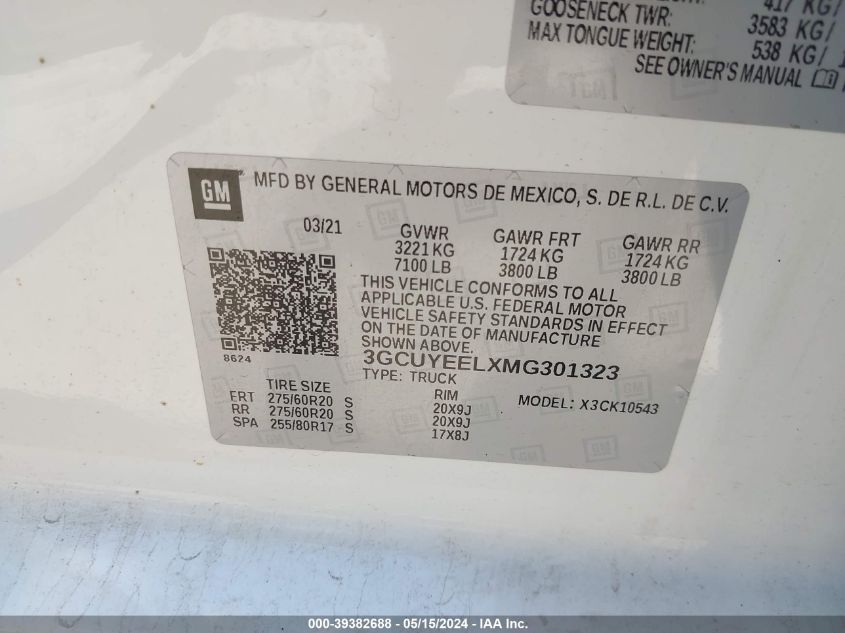 417 KG/
GOOSENECK TWR: 3583 KG/
MAX TONGUE WEIGHT: 538 KG/ 1
SEE OWNER'S MANUAL
GM
MFD BY GENERAL MOTORS DE MEXICO, S. DE R.L. DE C.V.
03/21
GVWR GAWR FRT GAWR RR
3221 KG 1724 KG 1724 KG
7100 LB 3800 LB 3800 LB
THIS VEHICLE CONFORMS TO ALL
APPLICABLE U.S. FEDERAL MOTOR
VEHICLE SAFETY STANDARDS IN EFFECT
ON THE DATE OF MANUFACTURE
SHOWN ABOVE.
8624
3GCUYEELXMG301323
TYPE: TRUCK
TIRE SIZE RIM MODEL: X3CK10543
FRT 275/60R20 S 20X9J
RR 275/60R20 S 20X9J
SPA 255/80R17 S 17X8J
000-39382688 - 05/15/2024 - IAA Inc.